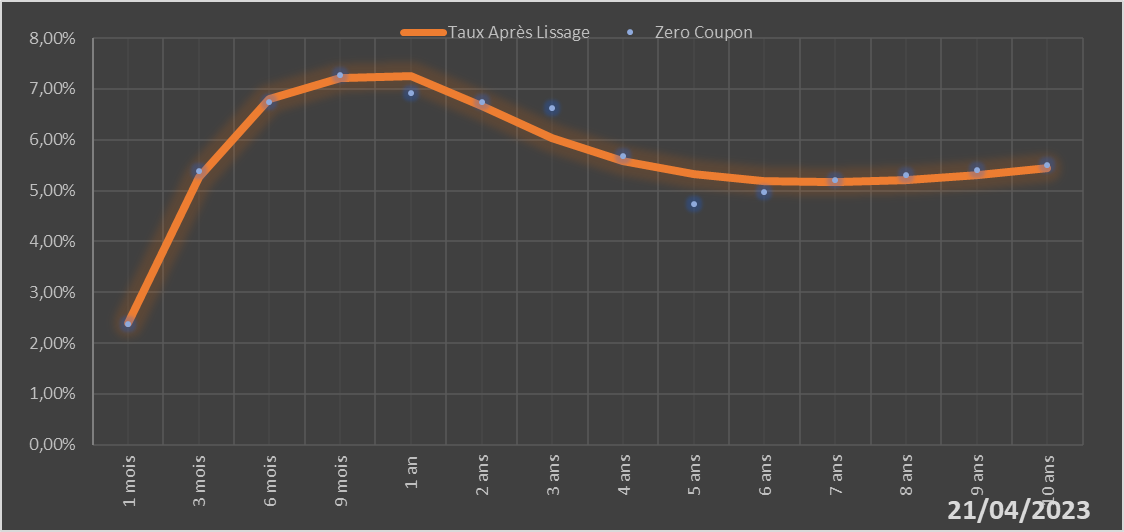 Taux Après Lissage
Zero Coupon
8,00%
7,00%
6,00%
5,00%
4,00%
3,00%
2,00%
1,00%
0,00%
1 mois
3 mois
6 mois
9 mois
1 an
2 ans
3 ans
4 ans
5 ans
6 ans
7 ans
8 ans
9 ans
10 ans
21/04/2023